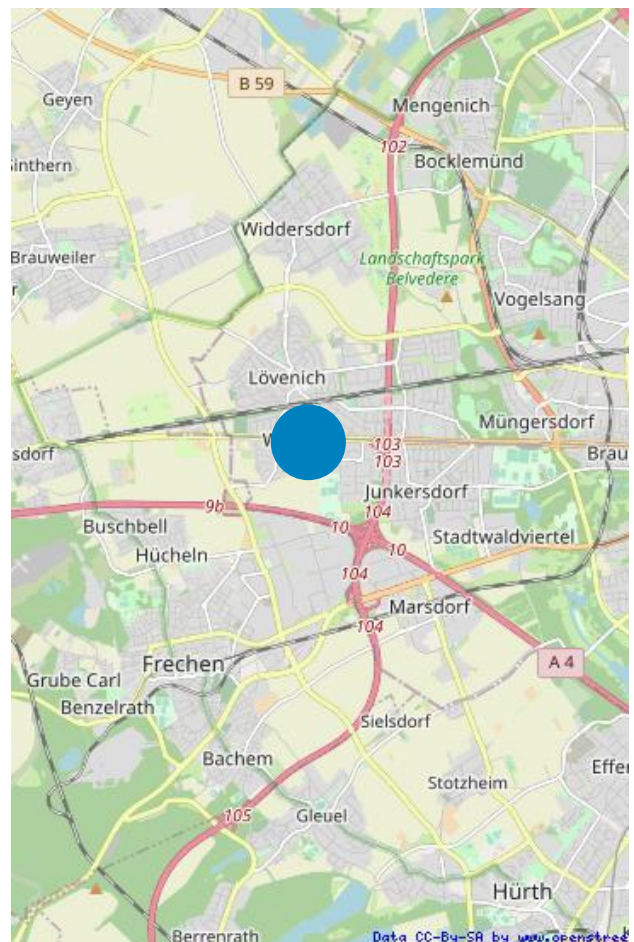 B 59
Geyen
Mengenich
102
Bocklemünd
Sinthern
Widdersdorf
Brauweiler
Landschaftspark
Belvedere
Vogelsang
Lövenich
Müngersdorf
W
103
sdorf
Brau
103
Junkersdorf
9b
104
Buschbell
10
Stadtwaldviertel
Hücheln
10
104
Marsdorf
104
Frechen
A 4
Grube Carl
Benzelrath
Sielsdorf
Bachem
Effer
Stotzheim
105
Gleuel
Hürth
Berrenrath
Data CC-By-SA by www.openstree